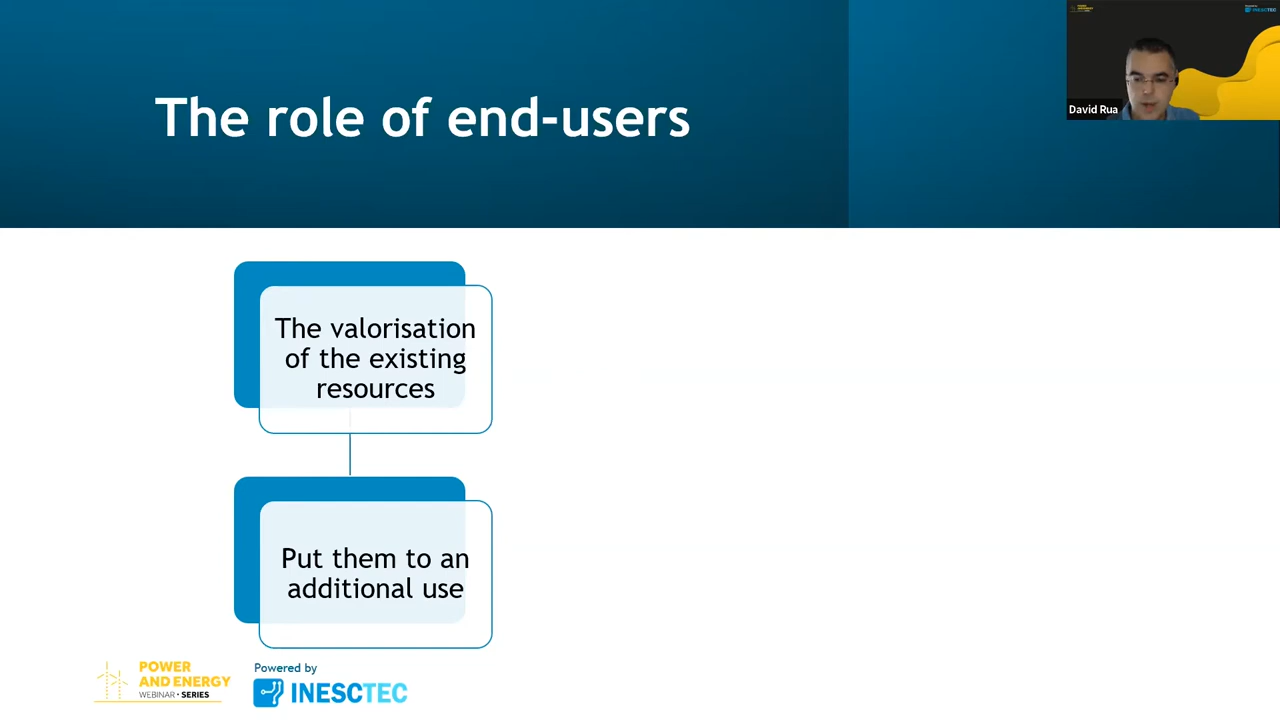 The role of end-users
David Rua
INESCTEC
The valorisation
of the existing
resources
Put them to an
additional use
POWER
AND ENERGY
WEBINAR • SERIES
Powered by
INESCTEC